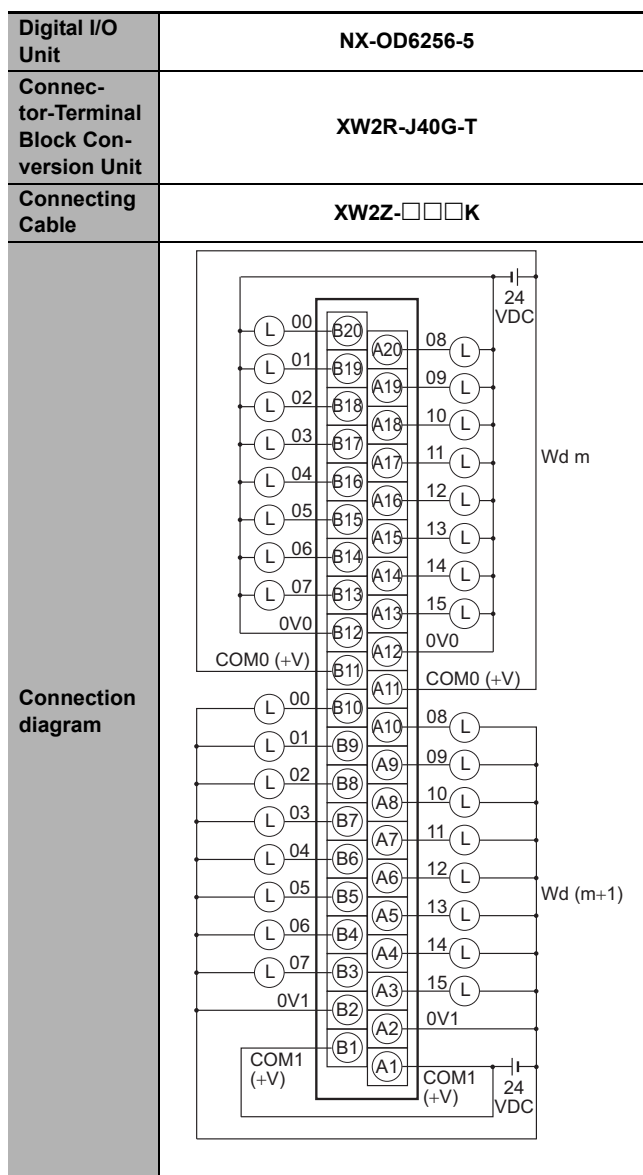 Digital I/O
Unit
NX-OD6256-5
Connec-
tor-Terminal
Block Con-
version Unit
XW2R-J40G-T
Connecting
Cable
XW2Z-□□□K
Connection
diagram
24
VDC
L 00 B20
A20 08 L
L 01 B19
A19 09 L
L 02 B18
A18 10 L
L 03 B17
A17 11 L
Wd m
L 04 B16
A16 12 L
L 05 B15
A15 13 L
L 06 B14
A14 14 L
L 07 B13
A13 15 L
0V0 B12
A12 0V0
COM0 (+V) B11
A11 COM0 (+V)
L 00 B10
A10 08 L
L 01 B9
A9 09 L
L 02 B8
A8 10 L
L 03 B7
A7 11 L
L 04 B6
A6 12 L
Wd (m+1)
L 05 B5
A5 13 L
L 06 B4
A4 14 L
L 07 B3
A3 15 L
0V1 B2
A2 0V1
B1
COM1
(+V)
A1
COM1
(+V)
24
VDC